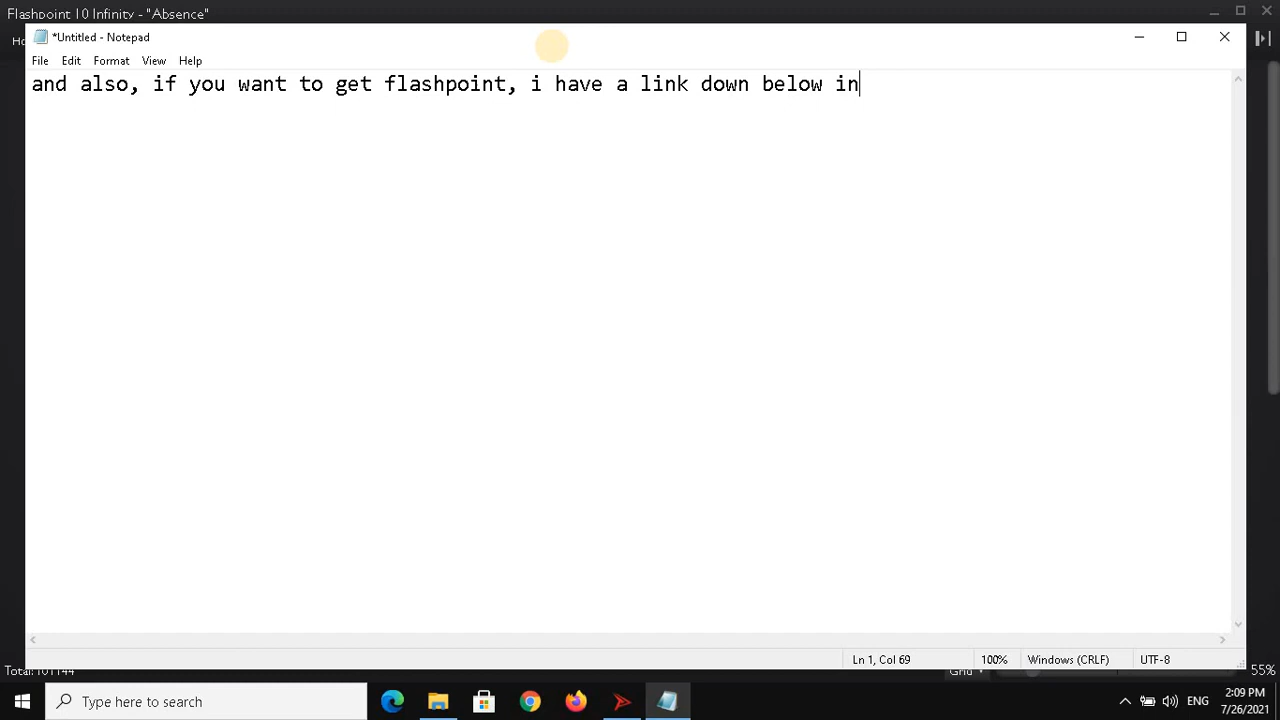 Flashpoint 10 Infinity - "Absence"
*Untitled - Notepad
File Edit Format View Help
and also, if you want to get flashpoint, i have a link down below in
Ln 1, Col 69 100% Windows (CRLF) UTF-8
55%
Type here to search
ENG
2:09 PM
7/26/2021